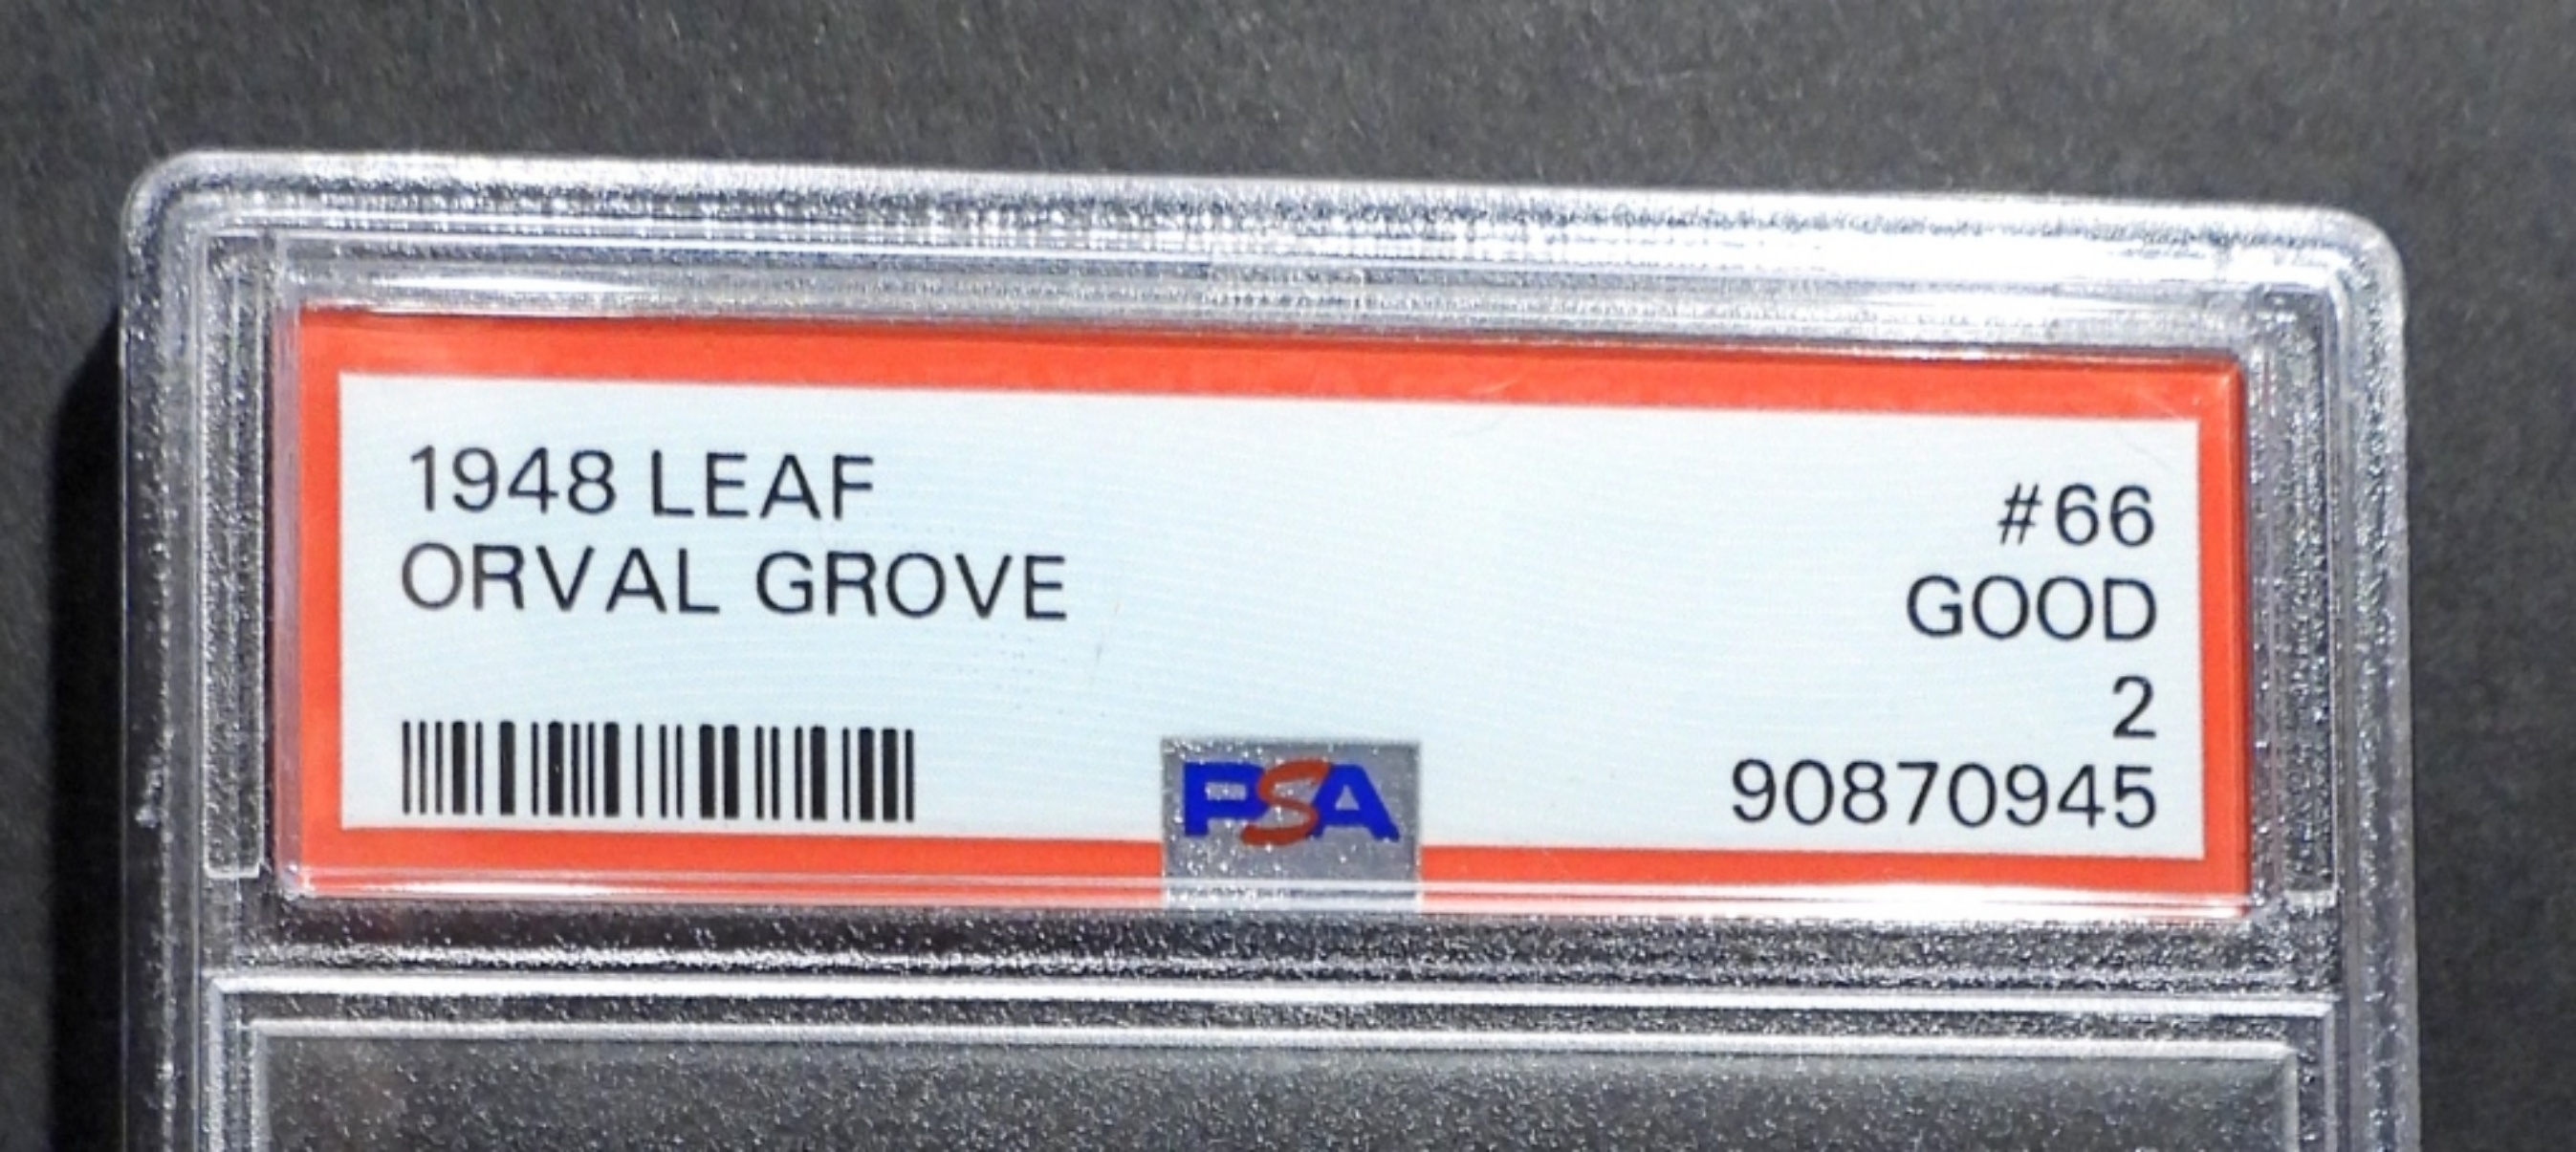 1948 LEAF
ORVAL GROVE
#66
GOOD
2
90870945
PSA